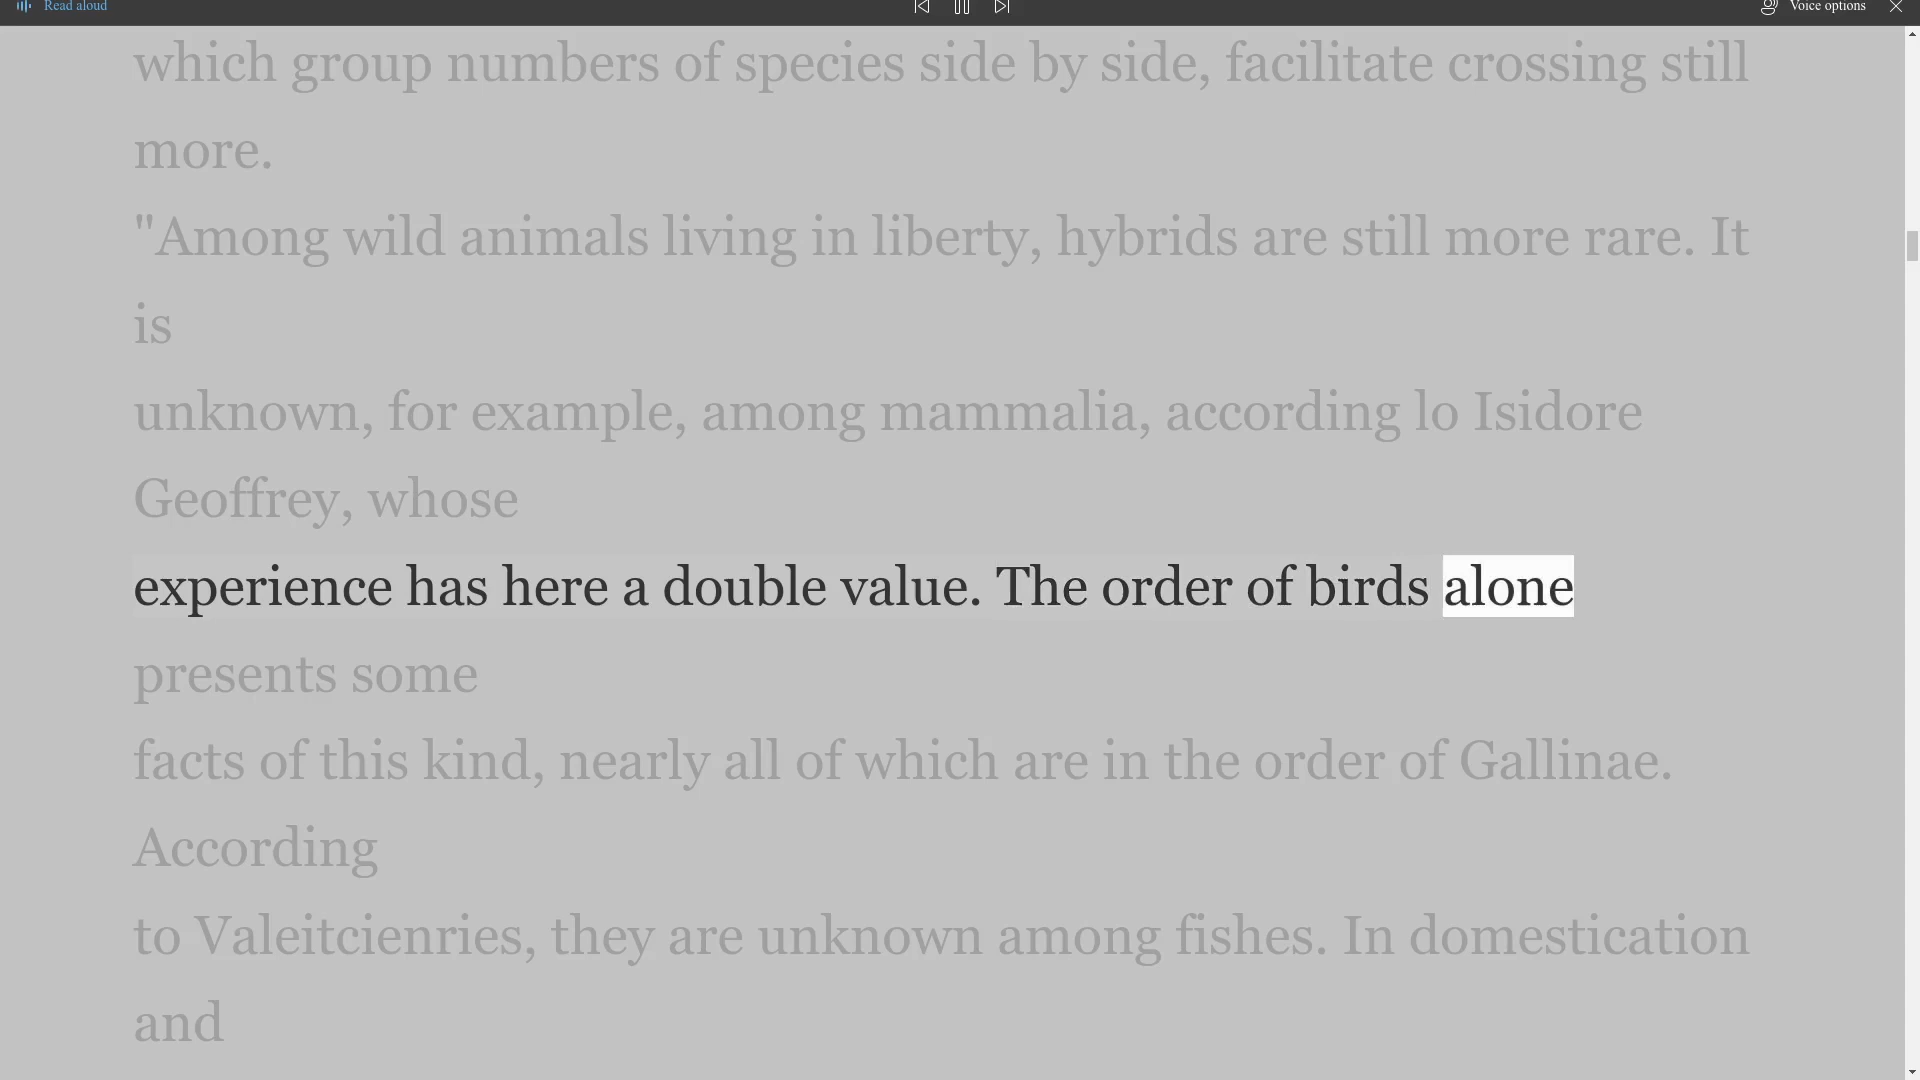 Read aloud
Voice options
which group numbers of species side by side, facilitate crossing still
more.
"Among wild animals living in liberty, hybrids are still more rare. It
is
unknown, for example, among mammalia, according lo Isidore
Geoffrey, whose
experience has here a double value. The order of birds alone
presents some
facts of this kind, nearly all of which are in the order of Gallinae.
According
to Valeitcienries, they are unknown among fishes. In domestication
and